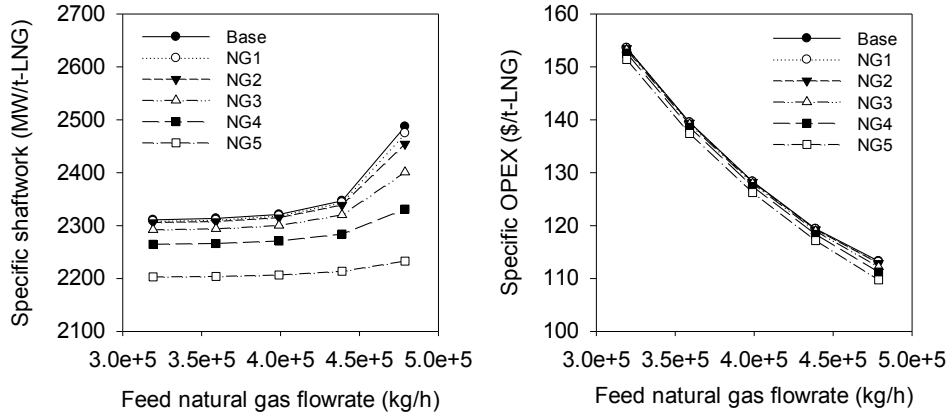 2700
2600
2500
2400
2300
2200
2100
Specific shaftwork (MW/t-LNG)
Base
NG1
NG2
NG3
NG4
NG5
3.0e+5 3.5e+5 4.0e+5 4.5e+5 5.0e+5
Feed natural gas flowrate (kg/h)
160
150
140
130
120
110
100
Specific OPEX ($/t-LNG)
Base
NG1
NG2
NG3
NG4
NG5
3.0e+5 3.5e+5 4.0e+5 4.5e+5 5.0e+5
Feed natural gas flowrate (kg/h)